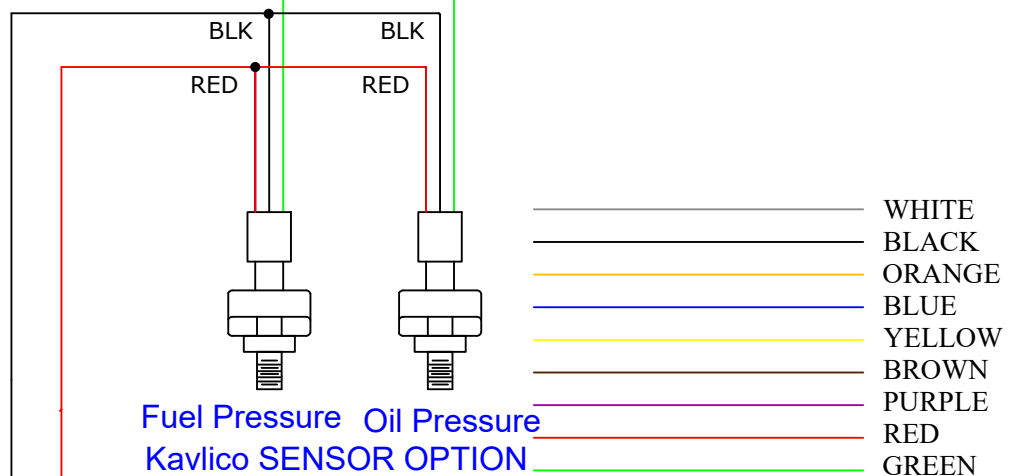 BLK BLK
RED RED
WHITE
BLACK
ORANGE
BLUE
YELLOW
BROWN
PURPLE
RED
GREEN
Fuel Pressure Oil Pressure
Kavlico SENSOR OPTION